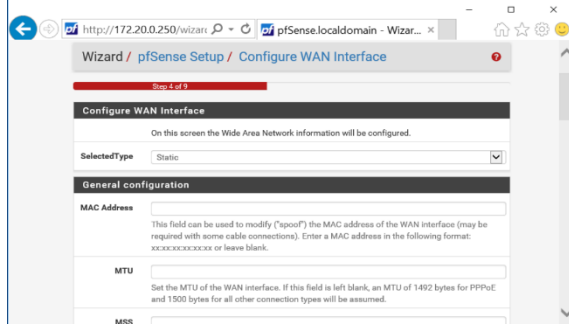 http://172.20.0.250/wizarc
pfSense.localdomain - Wizar...
Wizard / pfSense Setup / Configure WAN Interface
Step 4 of 9
Configure WAN Interface
On this screen the Wide Area Network information will be configured.
SelectedType Static
General configuration
MAC Address
This field can be used to modify ("spoof") the MAC address of the WAN interface (may be
required with some cable connections). Enter a MAC address in the following format:
xx:xx:xx:xx:xx:xx or leave blank.
MTU
Set the MTU of the WAN interface. If this field is left blank, an MTU of 1492 bytes for PPPoE
and 1500 bytes for all other connection types will be assumed.
MSS